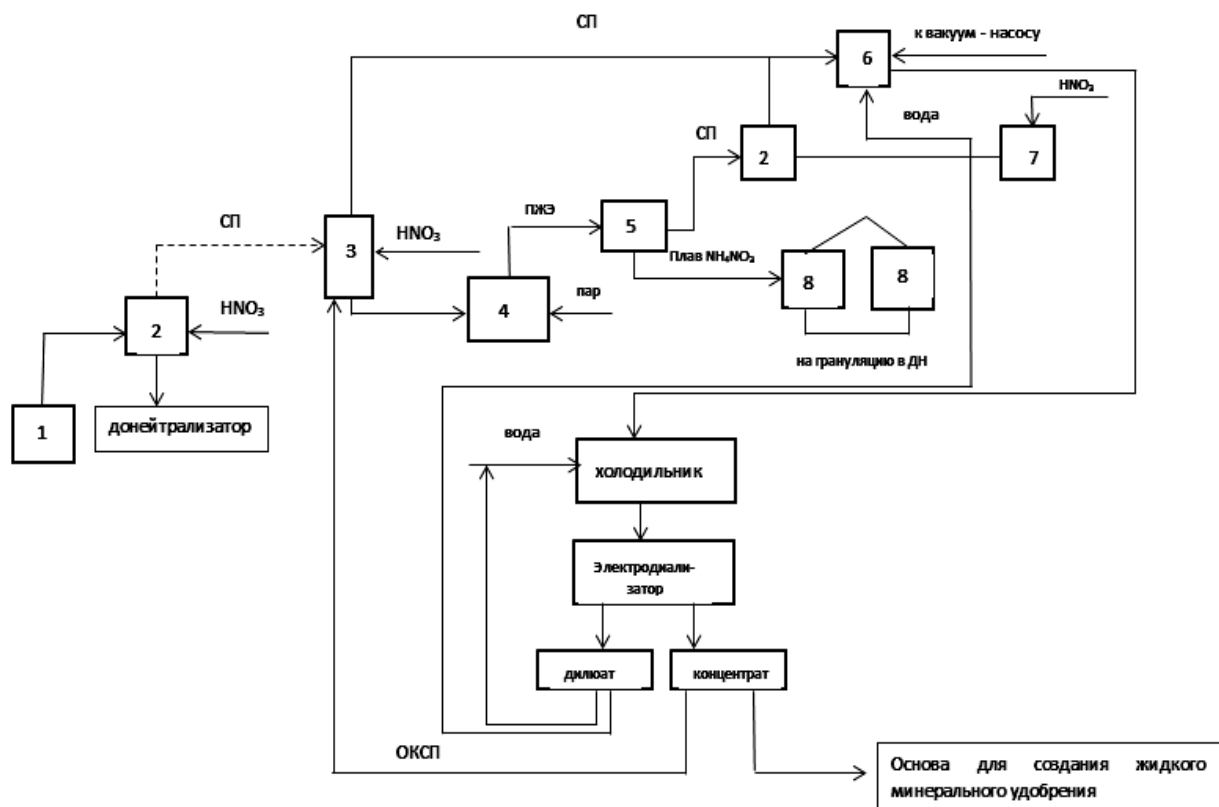 СП
к вакуум - насосу
6
HNO₃
вода
СП
2
7
ПЖЭ
5
СП
HNO₃
3
Плав NH₄NO₃
8
8
HNO₃
4
пар
2
на грануляцию в ДН
1
донейтрализатор
вода
холодильник
Электродиали-
затор
дилюат
концентрат
ОКСП
Основа для создания жидкого
минерального удобрения